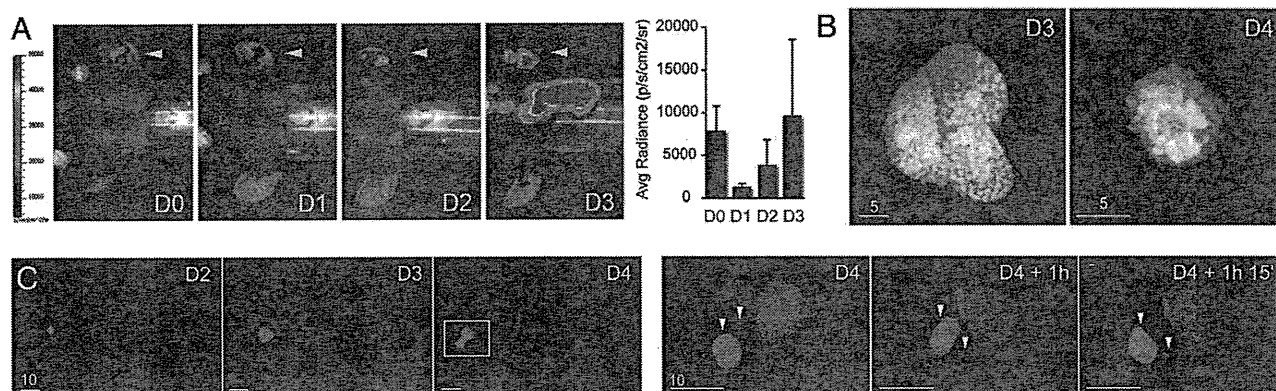 A
D0
D1
D2
D3
Avg Radiance (p/s/cm2/sr)
20000
15000
10000
5000
0
D0 D1 D2 D3
B
D3
5
D4
5
C
D2
10
D3
D4
D4
10
D4 + 1h
D4 + 1h 15'